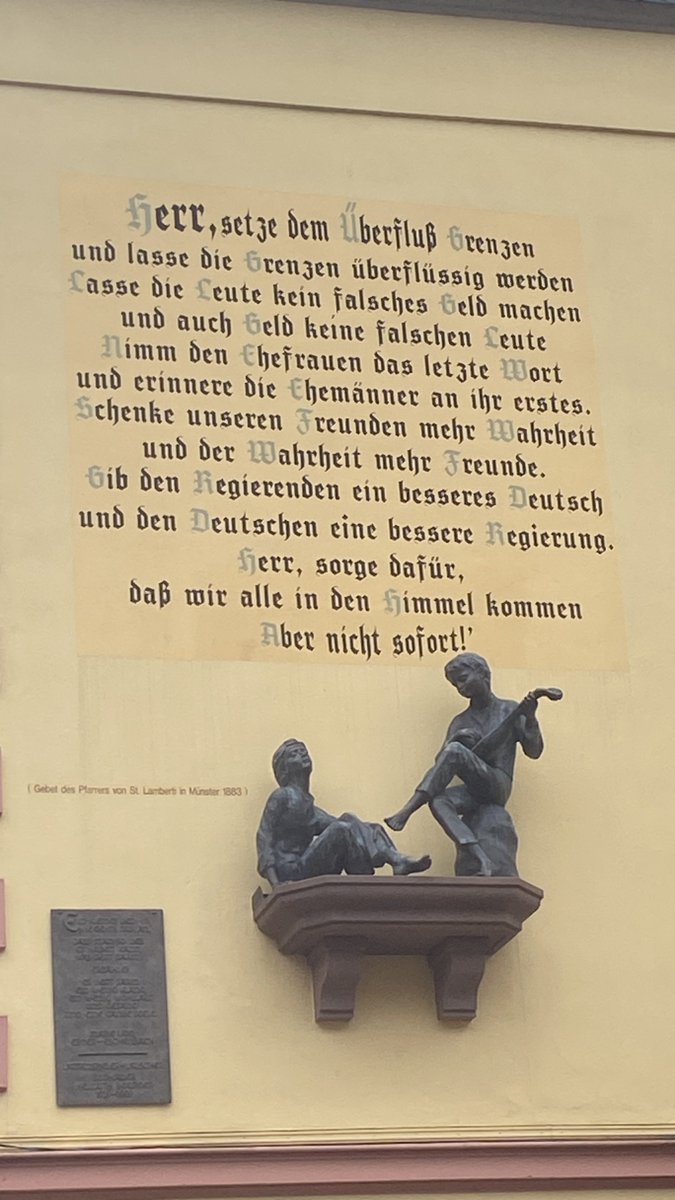 Herr, setze dem Überfluß Grenzen
und lasse die Grenzen überflüssig werden
Lasse die Leute kein falsches Geld machen
und auch Geld keine falschen Leute
Nimm den Ehefrauen das letzte Wort
und erinnere die Ehemänner an ihr erstes.
Schenke unseren Freunden mehr Wahrheit
und der Wahrheit mehr Freunde.
Gib den Regierenden ein besseres Deutsch
und den Deutschen eine bessere Regierung.
Herr, sorge dafür,
daß wir alle in den Himmel kommen
Aber nicht sofort!'
( Gebet des Pfarrers von St. Lamberti in Münster 1883 )